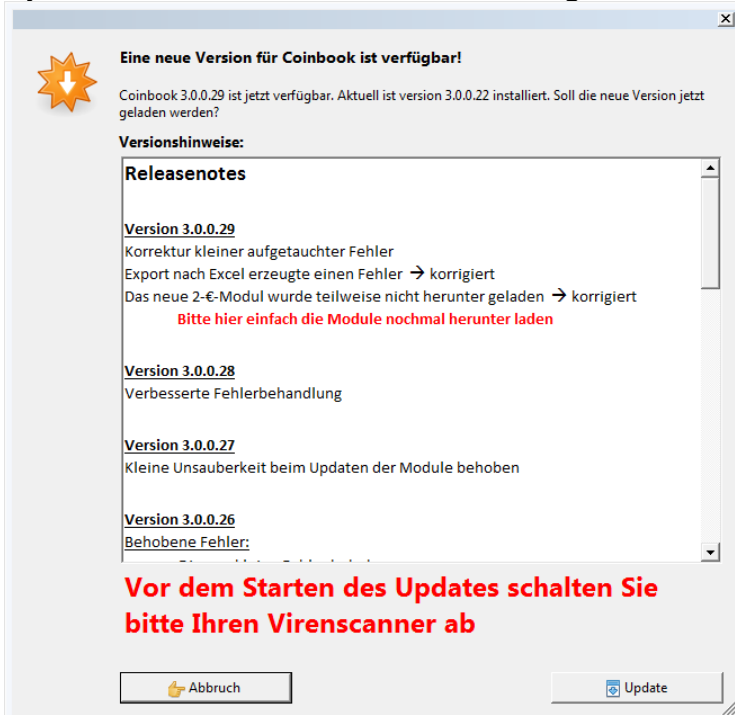 Eine neue Version für Coinbook ist verfügbar!
Coinbook 3.0.0.29 ist jetzt verfügbar. Aktuell ist version 3.0.0.22 installiert. Soll die neue Version jetzt
geladen werden?
Versionshinweise:
Releasenotes
Version 3.0.0.29
Korrektur kleiner aufgetauchter Fehler
Export nach Excel erzeugte einen Fehler → korrigiert
Das neue 2-€-Modul wurde teilweise nicht herunter geladen → korrigiert
Bitte hier einfach die Module nochmal herunter laden
Version 3.0.0.28
Verbesserte Fehlerbehandlung
Version 3.0.0.27
Kleine Unsauberkeit beim Updaten der Module behoben
Version 3.0.0.26
Behobene Fehler:
Vor dem Starten des Updates schalten Sie
bitte Ihren Virenscanner ab
Abbruch
Update